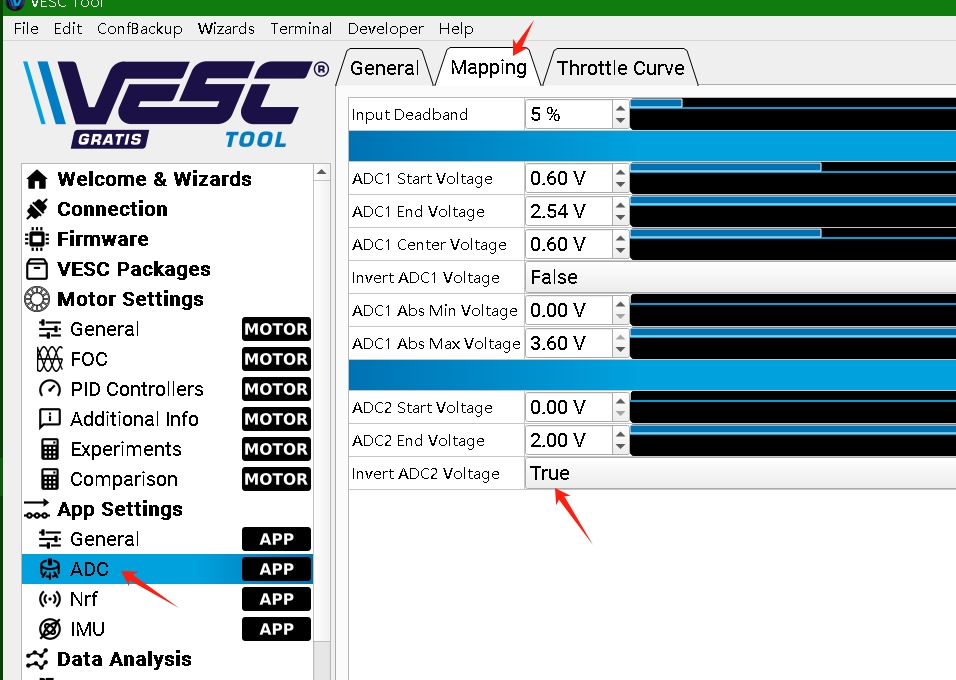 VESC Tool
File Edit ConfBackup Wizards Terminal Developer Help
VESC®
GRATIS TOOL
General Mapping Throttle Curve
Input Deadband 5 %
ADC1 Start Voltage 0.60 V
ADC1 End Voltage 2.54 V
ADC1 Center Voltage 0.60 V
Invert ADC1 Voltage False
ADC1 Abs Min Voltage 0.00 V
ADC1 Abs Max Voltage 3.60 V
ADC2 Start Voltage 0.00 V
ADC2 End Voltage 2.00 V
Invert ADC2 Voltage True
Welcome & Wizards
Connection
Firmware
VESC Packages
Motor Settings
General MOTOR
FOC MOTOR
PID Controllers MOTOR
Additional Info MOTOR
Experiments MOTOR
Comparison MOTOR
App Settings
General APP
ADC APP
Nrf APP
IMU APP
Data Analysis